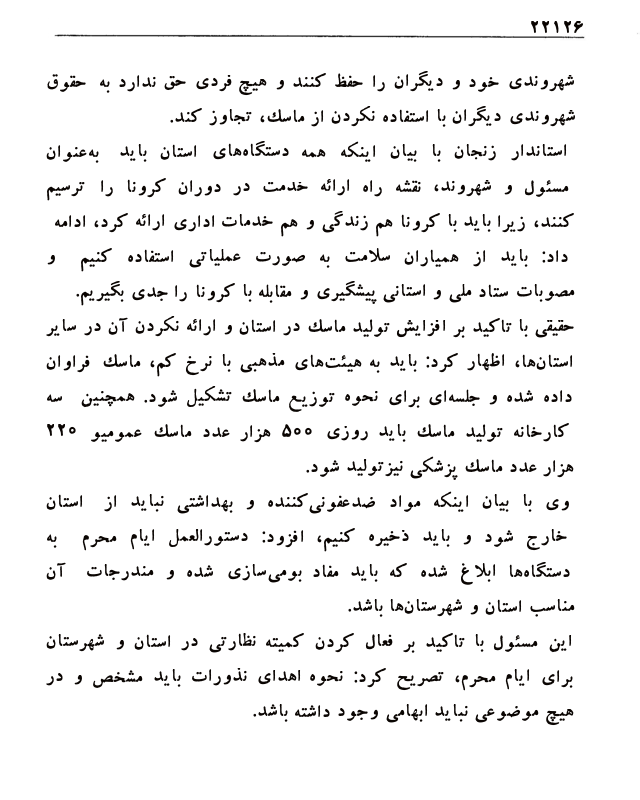 ۲۲۱۲۶
شهروندی خود و دیگران را حفظ کنند و هیچ فردی حق ندارد به حقوق
شهروندی دیگران با استفاده نکردن از ماسك، تجاوز کند.
استاندار زنجان با بیان اینکه همه دستگاه‌های استان باید به‌عنوان
مسئول و شهروند، نقشه راه ارائه خدمت در دوران کرونا را ترسیم
کنند، زیرا باید با کرونا هم زندگی و هم خدمات اداری ارائه کرد، ادامه
داد: باید از همیاران سلامت به صورت عملیاتی استفاده کنیم و
مصوبات ستاد ملی و استانی پیشگیری و مقابله با کرونا را جدی بگیریم.
حقیقی با تاکید بر افزایش تولید ماسك در استان و ارائه نکردن آن در سایر
استان‌ها، اظهار کرد: باید به هیئت‌های مذهبی با نرخ کم، ماسك فراوان
داده شده و جلسه‌ای برای نحوه توزیع ماسك تشکیل شود. همچنین سه
کارخانه تولید ماسك باید روزی ۵۰۰ هزار عدد ماسك عمومیو ۲۲۰
هزار عدد ماسك پزشکی نیزتولید شود.
وی با بیان اینکه مواد ضدعفونی‌کننده و بهداشتی نباید از استان
خارج شود و باید ذخیره کنیم، افزود: دستورالعمل ایام محرم به
دستگاه‌ها ابلاغ شده که باید مفاد بومی‌سازی شده و مندرجات آن
مناسب استان و شهرستان‌ها باشد.
این مسئول با تاکید بر فعال کردن کمیته نظارتی در استان و شهرستان
برای ایام محرم، تصریح کرد: نحوه اهدای نذورات باید مشخص و در
هیچ موضوعی نباید ابهامی وجود داشته باشد.